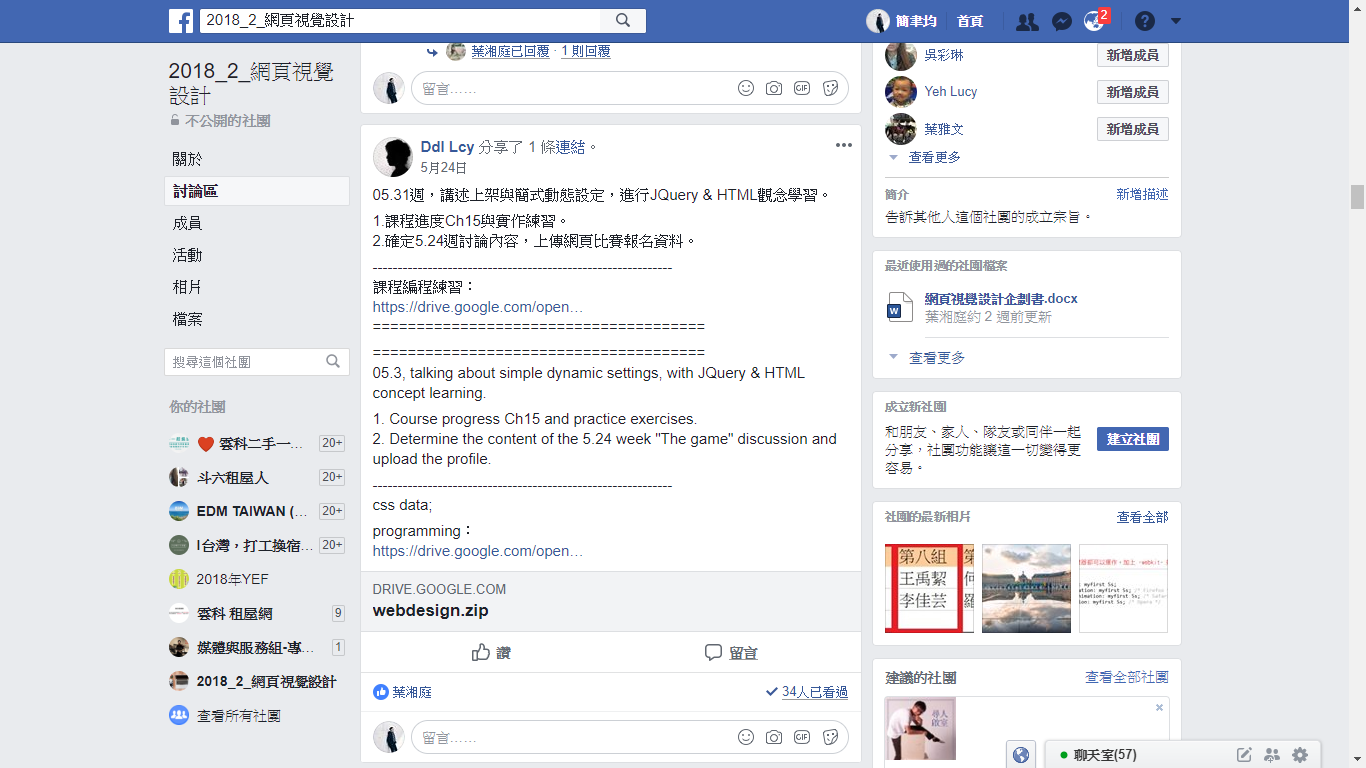 2018_2_網頁視覺設計
簡聿均
首頁
2
2018_2_網頁視覺
設計
不公開的社團
關於
討論區
成員
活動
相片
檔案
搜尋這個社團
你的社團
雲科二手一…
20+
斗六租屋人
20+
EDM TAIWAN (…
20+
I台灣，打工換宿…
20+
2018年YEF
雲科 租屋網
9
媒體與服務組-專…
1
2018_2_網頁視覺設計
查看所有社團
葉湘庭已回覆 · 1 則回覆
留言……
GIF
Ddl Lcy 分享了 1 條連結。
5月24日
05.31週，講述上架與簡式動態設定，進行JQuery & HTML觀念學習。
1.課程進度Ch15與實作練習。
2.確定5.24週討論內容，上傳網頁比賽報名資料。
------------------------------------------------------------
課程編程練習：
https://drive.google.com/open…
======================================
======================================
05.3, talking about simple dynamic settings, with JQuery & HTML
concept learning.
1. Course progress Ch15 and practice exercises.
2. Determine the content of the 5.24 week "The game" discussion and
upload the profile.
------------------------------------------------------------
css data;
programming：
https://drive.google.com/open…
DRIVE.GOOGLE.COM
webdesign.zip
讚
留言
葉湘庭
34人已看過
留言……
GIF
吳彩琳
新增成員
Yeh Lucy
新增成員
葉雅文
新增成員
查看更多
簡介
新增描述
告訴其他人這個社團的成立宗旨。
最近使用過的社團檔案
網頁視覺設計企劃書.docx
葉湘庭約 2 週前更新
查看更多
成立新社團
和朋友、家人、隊友或同伴一起
分享，社團功能讓這一切變得更
容易。
建立社團
社團的最新相片
查看全部
第八組
王禹絜
李佳芸
建議的社團
查看全部社團
尋人
啟室
聊天室(57)